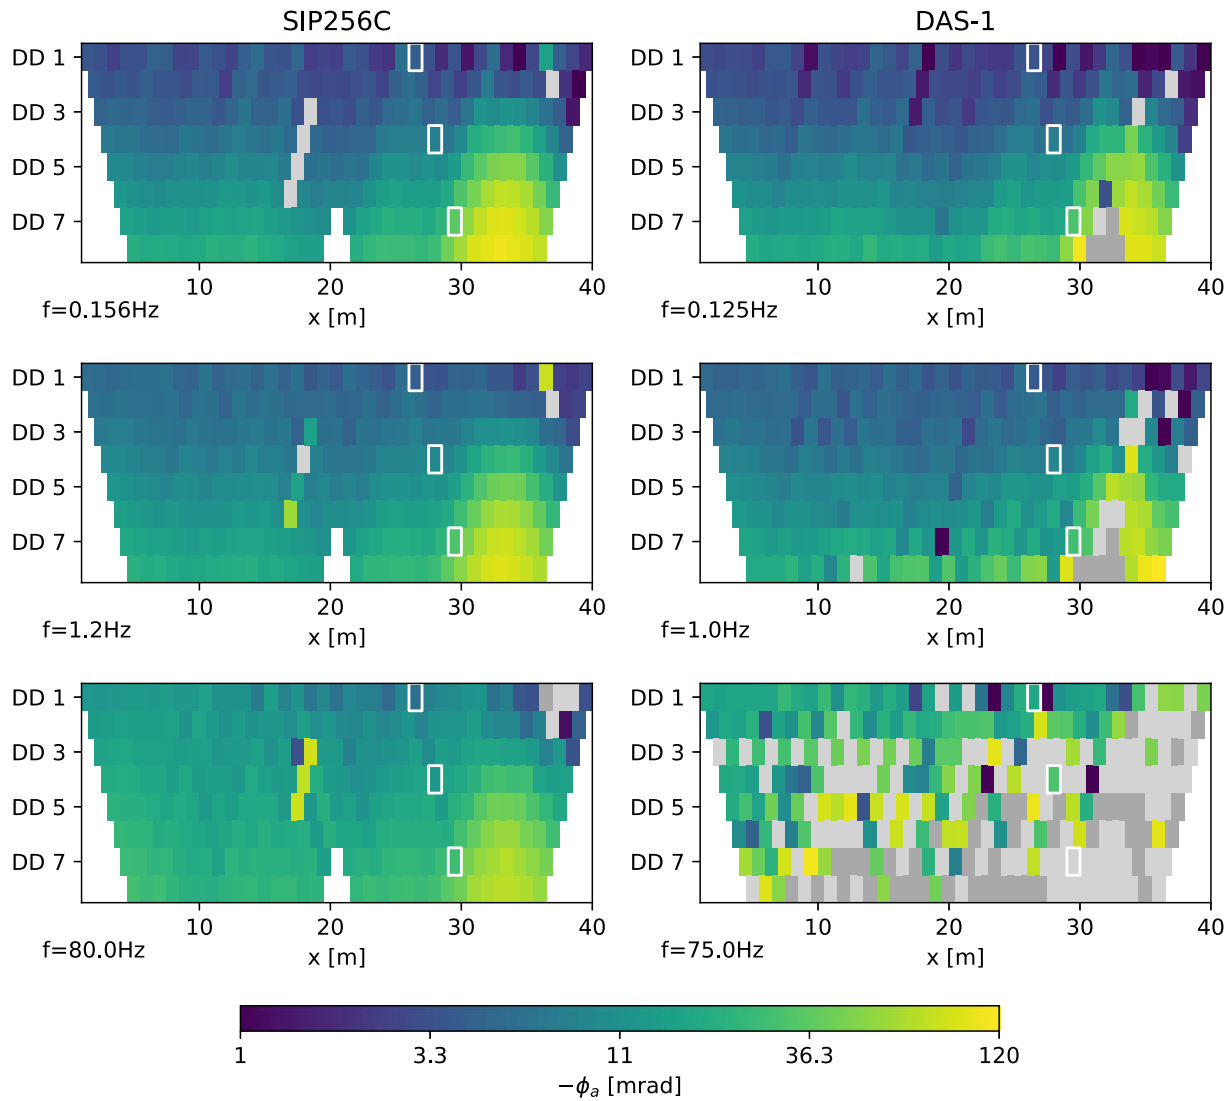 SIP256C
DAS-1
DD 1
DD 3
DD 5
DD 7
10 20 30 40
x [m]
f=0.156Hz
DD 1
DD 3
DD 5
DD 7
10 20 30 40
x [m]
f=0.125Hz
DD 1
DD 3
DD 5
DD 7
10 20 30 40
x [m]
f=1.2Hz
DD 1
DD 3
DD 5
DD 7
10 20 30 40
x [m]
f=1.0Hz
DD 1
DD 3
DD 5
DD 7
10 20 30 40
x [m]
f=80.0Hz
DD 1
DD 3
DD 5
DD 7
10 20 30 40
x [m]
f=75.0Hz
1 3.3 11 36.3 120
−ϕₐ [mrad]